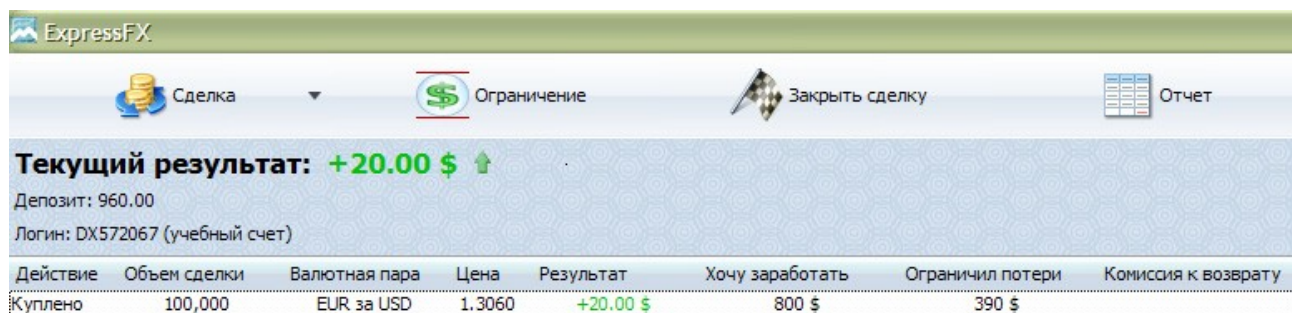 ExpressFX
Сделка Ограничение Закрыть сделку Отчет
Текущий результат: +20.00 $
Депозит: 960.00
Логин: DX572067 (учебный счет)
Действие Объем сделки Валютная пара Цена Результат Хочу заработать Ограничил потери Комиссия к возврату
Куплено 100,000 EUR за USD 1.3060 +20.00 $ 800 $ 390 $